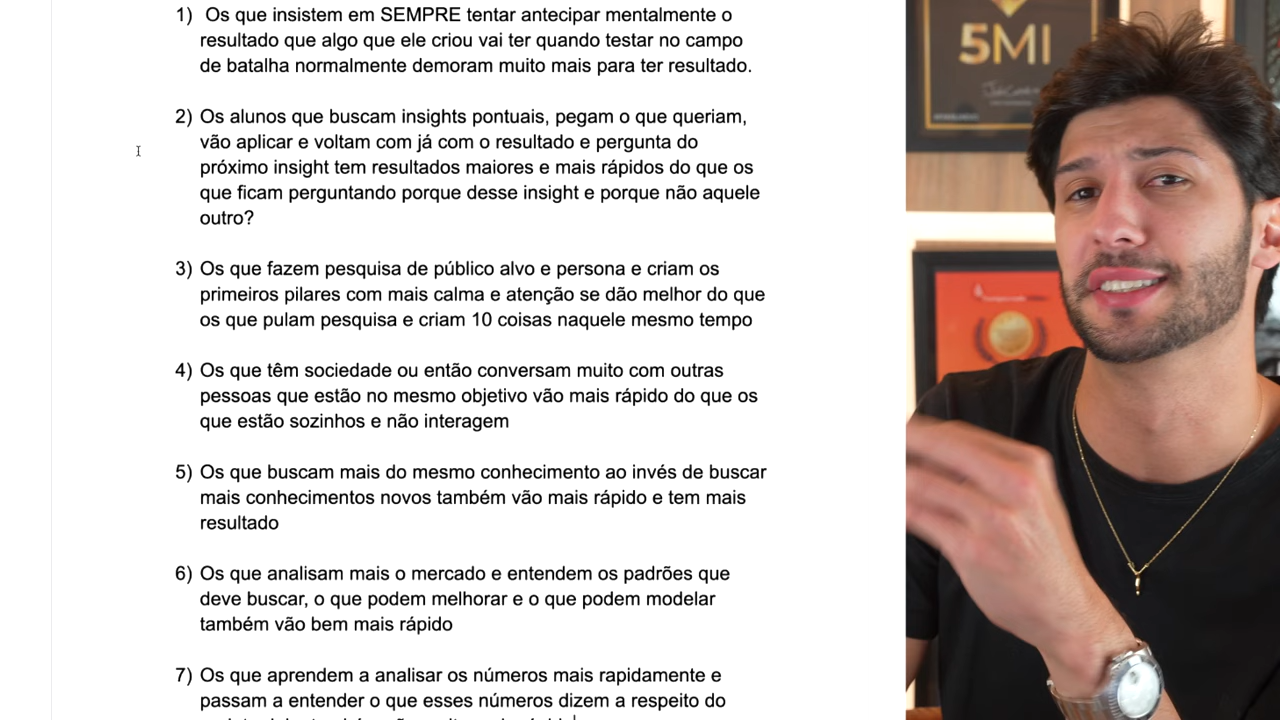 1) Os que insistem em SEMPRE tentar antecipar mentalmente o
resultado que algo que ele criou vai ter quando testar no campo
de batalha normalmente demoram muito mais para ter resultado.
2) Os alunos que buscam insights pontuais, pegam o que queriam,
vão aplicar e voltam com já com o resultado e pergunta do
próximo insight tem resultados maiores e mais rápidos do que os
que ficam perguntando porque desse insight e porque não aquele
outro?
3) Os que fazem pesquisa de público alvo e persona e criam os
primeiros pilares com mais calma e atenção se dão melhor do que
os que pulam pesquisa e criam 10 coisas naquele mesmo tempo
4) Os que têm sociedade ou então conversam muito com outras
pessoas que estão no mesmo objetivo vão mais rápido do que os
que estão sozinhos e não interagem
5) Os que buscam mais do mesmo conhecimento ao invés de buscar
mais conhecimentos novos também vão mais rápido e tem mais
resultado
6) Os que analisam mais o mercado e entendem os padrões que
deve buscar, o que podem melhorar e o que podem modelar
também vão bem mais rápido
7) Os que aprendem a analisar os números mais rapidamente e
passam a entender o que esses números dizem a respeito do
5MI